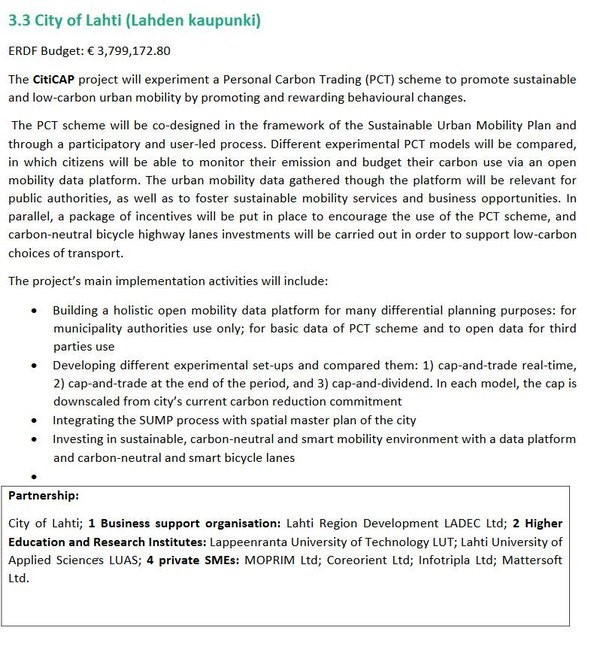 3.3 City of Lahti (Lahden kaupunki)
ERDF Budget: € 3,799,172.80
The CitiCAP project will experiment a Personal Carbon Trading (PCT) scheme to promote sustainable
and low-carbon urban mobility by promoting and rewarding behavioural changes.
The PCT scheme will be co-designed in the framework of the Sustainable Urban Mobility Plan and
through a participatory and user-led process. Different experimental PCT models will be compared,
in which citizens will be able to monitor their emission and budget their carbon use via an open
mobility data platform. The urban mobility data gathered though the platform will be relevant for
public authorities, as well as to foster sustainable mobility services and business opportunities. In
parallel, a package of incentives will be put in place to encourage the use of the PCT scheme, and
carbon-neutral bicycle highway lanes investments will be carried out in order to support low-carbon
choices of transport.
The project's main implementation activities will include:
• Building a holistic open mobility data platform for many differential planning purposes: for
municipality authorities use only; for basic data of PCT scheme and to open data for third
parties use
• Developing different experimental set-ups and compared them: 1) cap-and-trade real-time,
2) cap-and-trade at the end of the period, and 3) cap-and-dividend. In each model, the cap is
downscaled from city's current carbon reduction commitment
• Integrating the SUMP process with spatial master plan of the city
• Investing in sustainable, carbon-neutral and smart mobility environment with a data platform
and carbon-neutral and smart bicycle lanes
•
Partnership:
City of Lahti; 1 Business support organisation: Lahti Region Development LADEC Ltd; 2 Higher
Education and Research Institutes: Lappeenranta University of Technology LUT; Lahti University of
Applied Sciences LUAS; 4 private SMEs: MOPRIM Ltd; Coreorient Ltd; Infotripla Ltd; Mattersoft
Ltd.